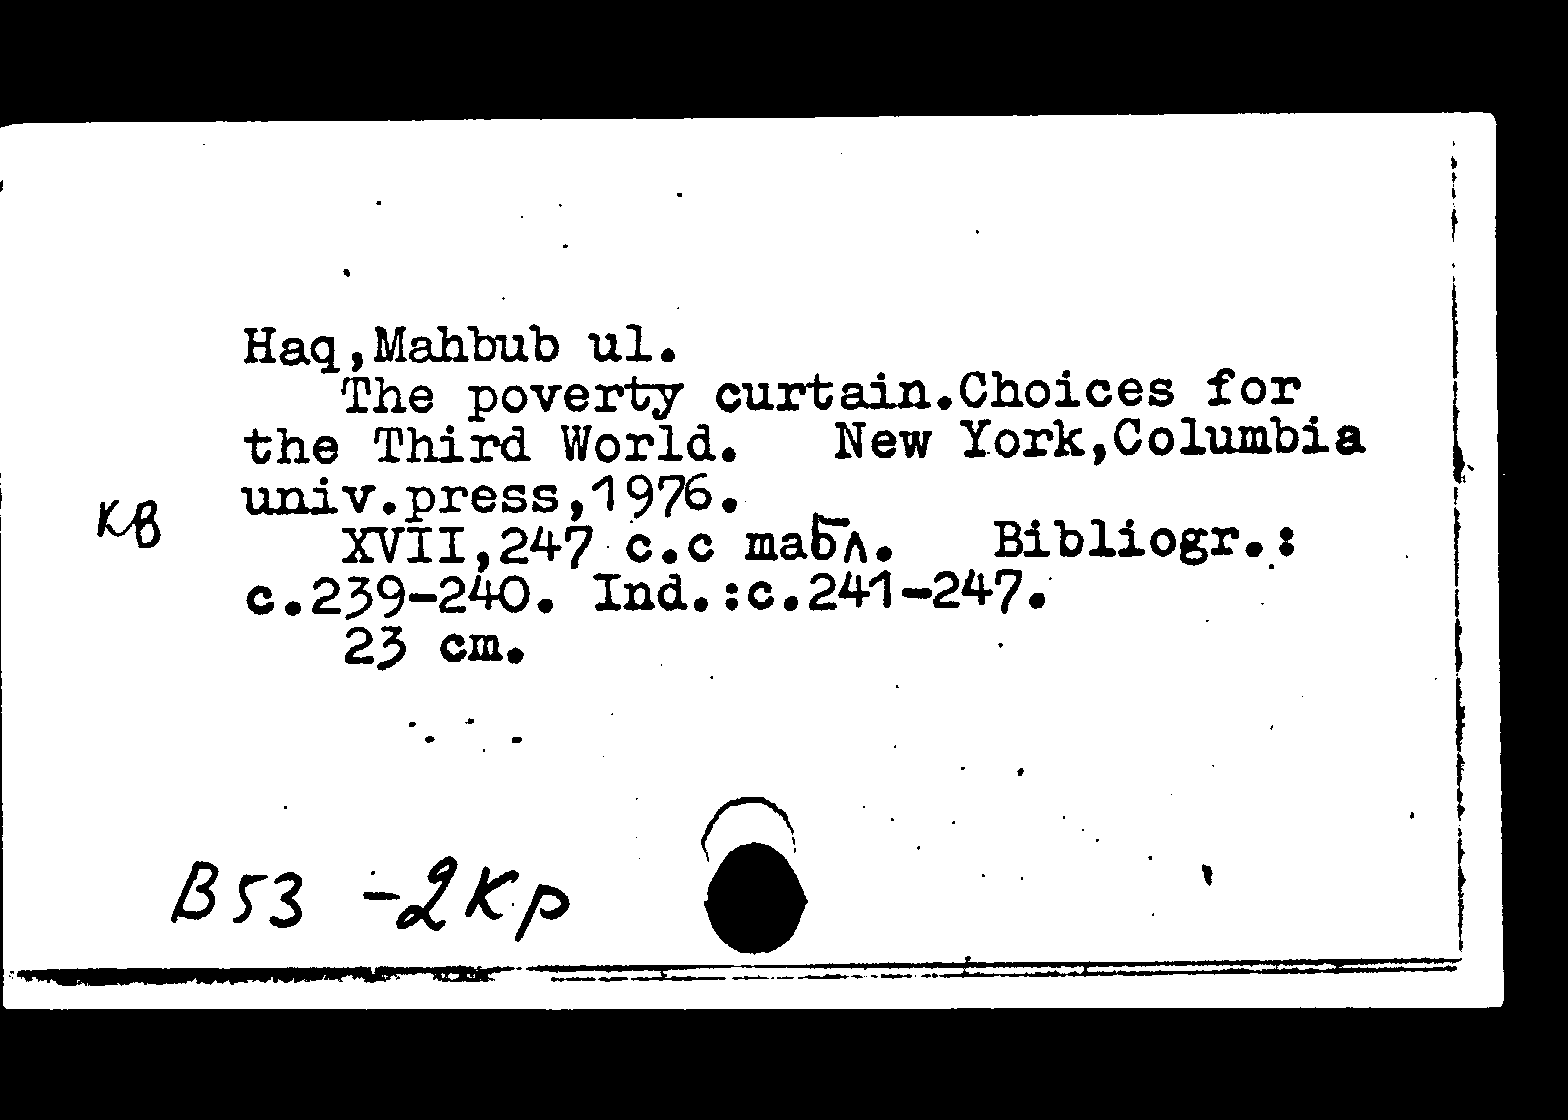 Haq,Mahbub ul.
The poverty curtain.Choices for
the Third World. New York,Columbia
univ.press,1976.
КВ
XVII,247 с.с табл. Bibliogr.:
с.239-240. Ind.:с.241-247.
23 cm.
В53 -2Кр